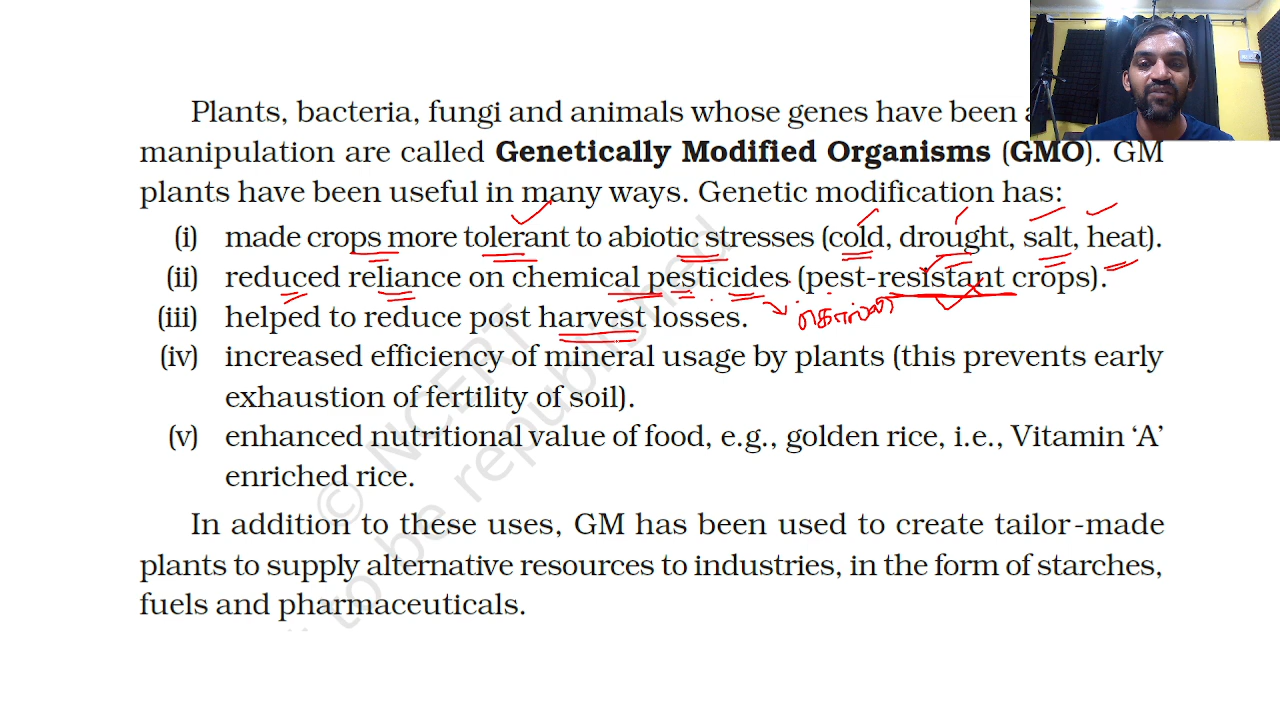 Plants, bacteria, fungi and animals whose genes have been
manipulation are called Genetically Modified Organisms (GMO). GM
plants have been useful in many ways. Genetic modification has:
(i) made crops more tolerant to abiotic stresses (cold, drought, salt, heat).
(ii) reduced reliance on chemical pesticides (pest-resistant crops).
(iii) helped to reduce post harvest losses.
(iv) increased efficiency of mineral usage by plants (this prevents early
exhaustion of fertility of soil).
(v) enhanced nutritional value of food, e.g., golden rice, i.e., Vitamin ‘A’
enriched rice.
In addition to these uses, GM has been used to create tailor-made
plants to supply alternative resources to industries, in the form of starches,
fuels and pharmaceuticals.
© NCERT
to be republished